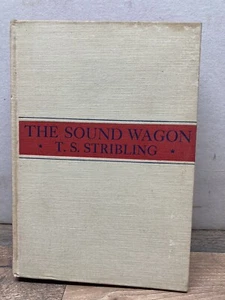 THE SOUND WAGON
• T. S. STRIBLING •